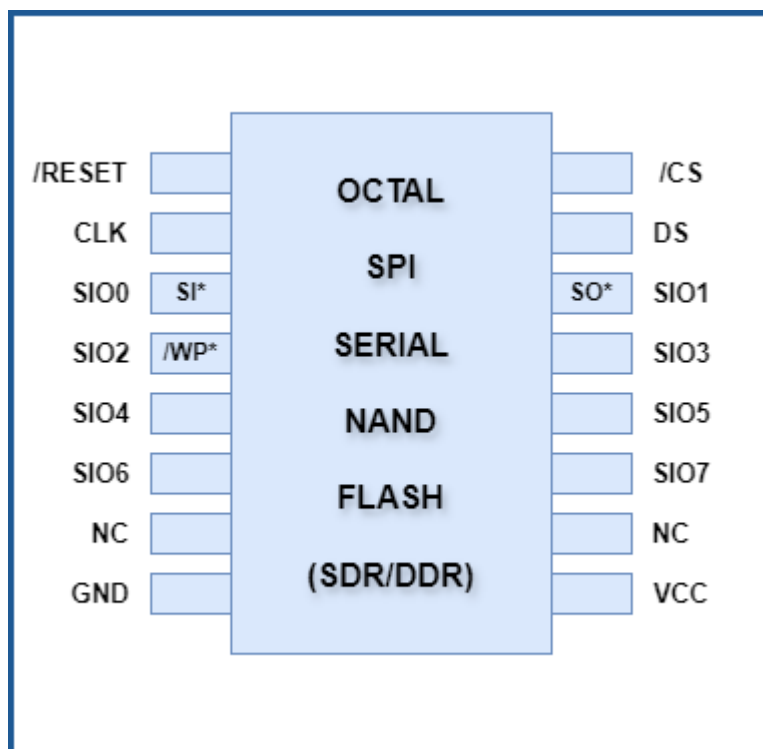 /RESET /CS
OCTAL
CLK DS
SPI
SIO0 SI* SO* SIO1
SERIAL
SIO2 /WP* SIO3
SIO4 NAND SIO5
SIO6 SIO7
FLASH
NC NC
(SDR/DDR)
GND VCC